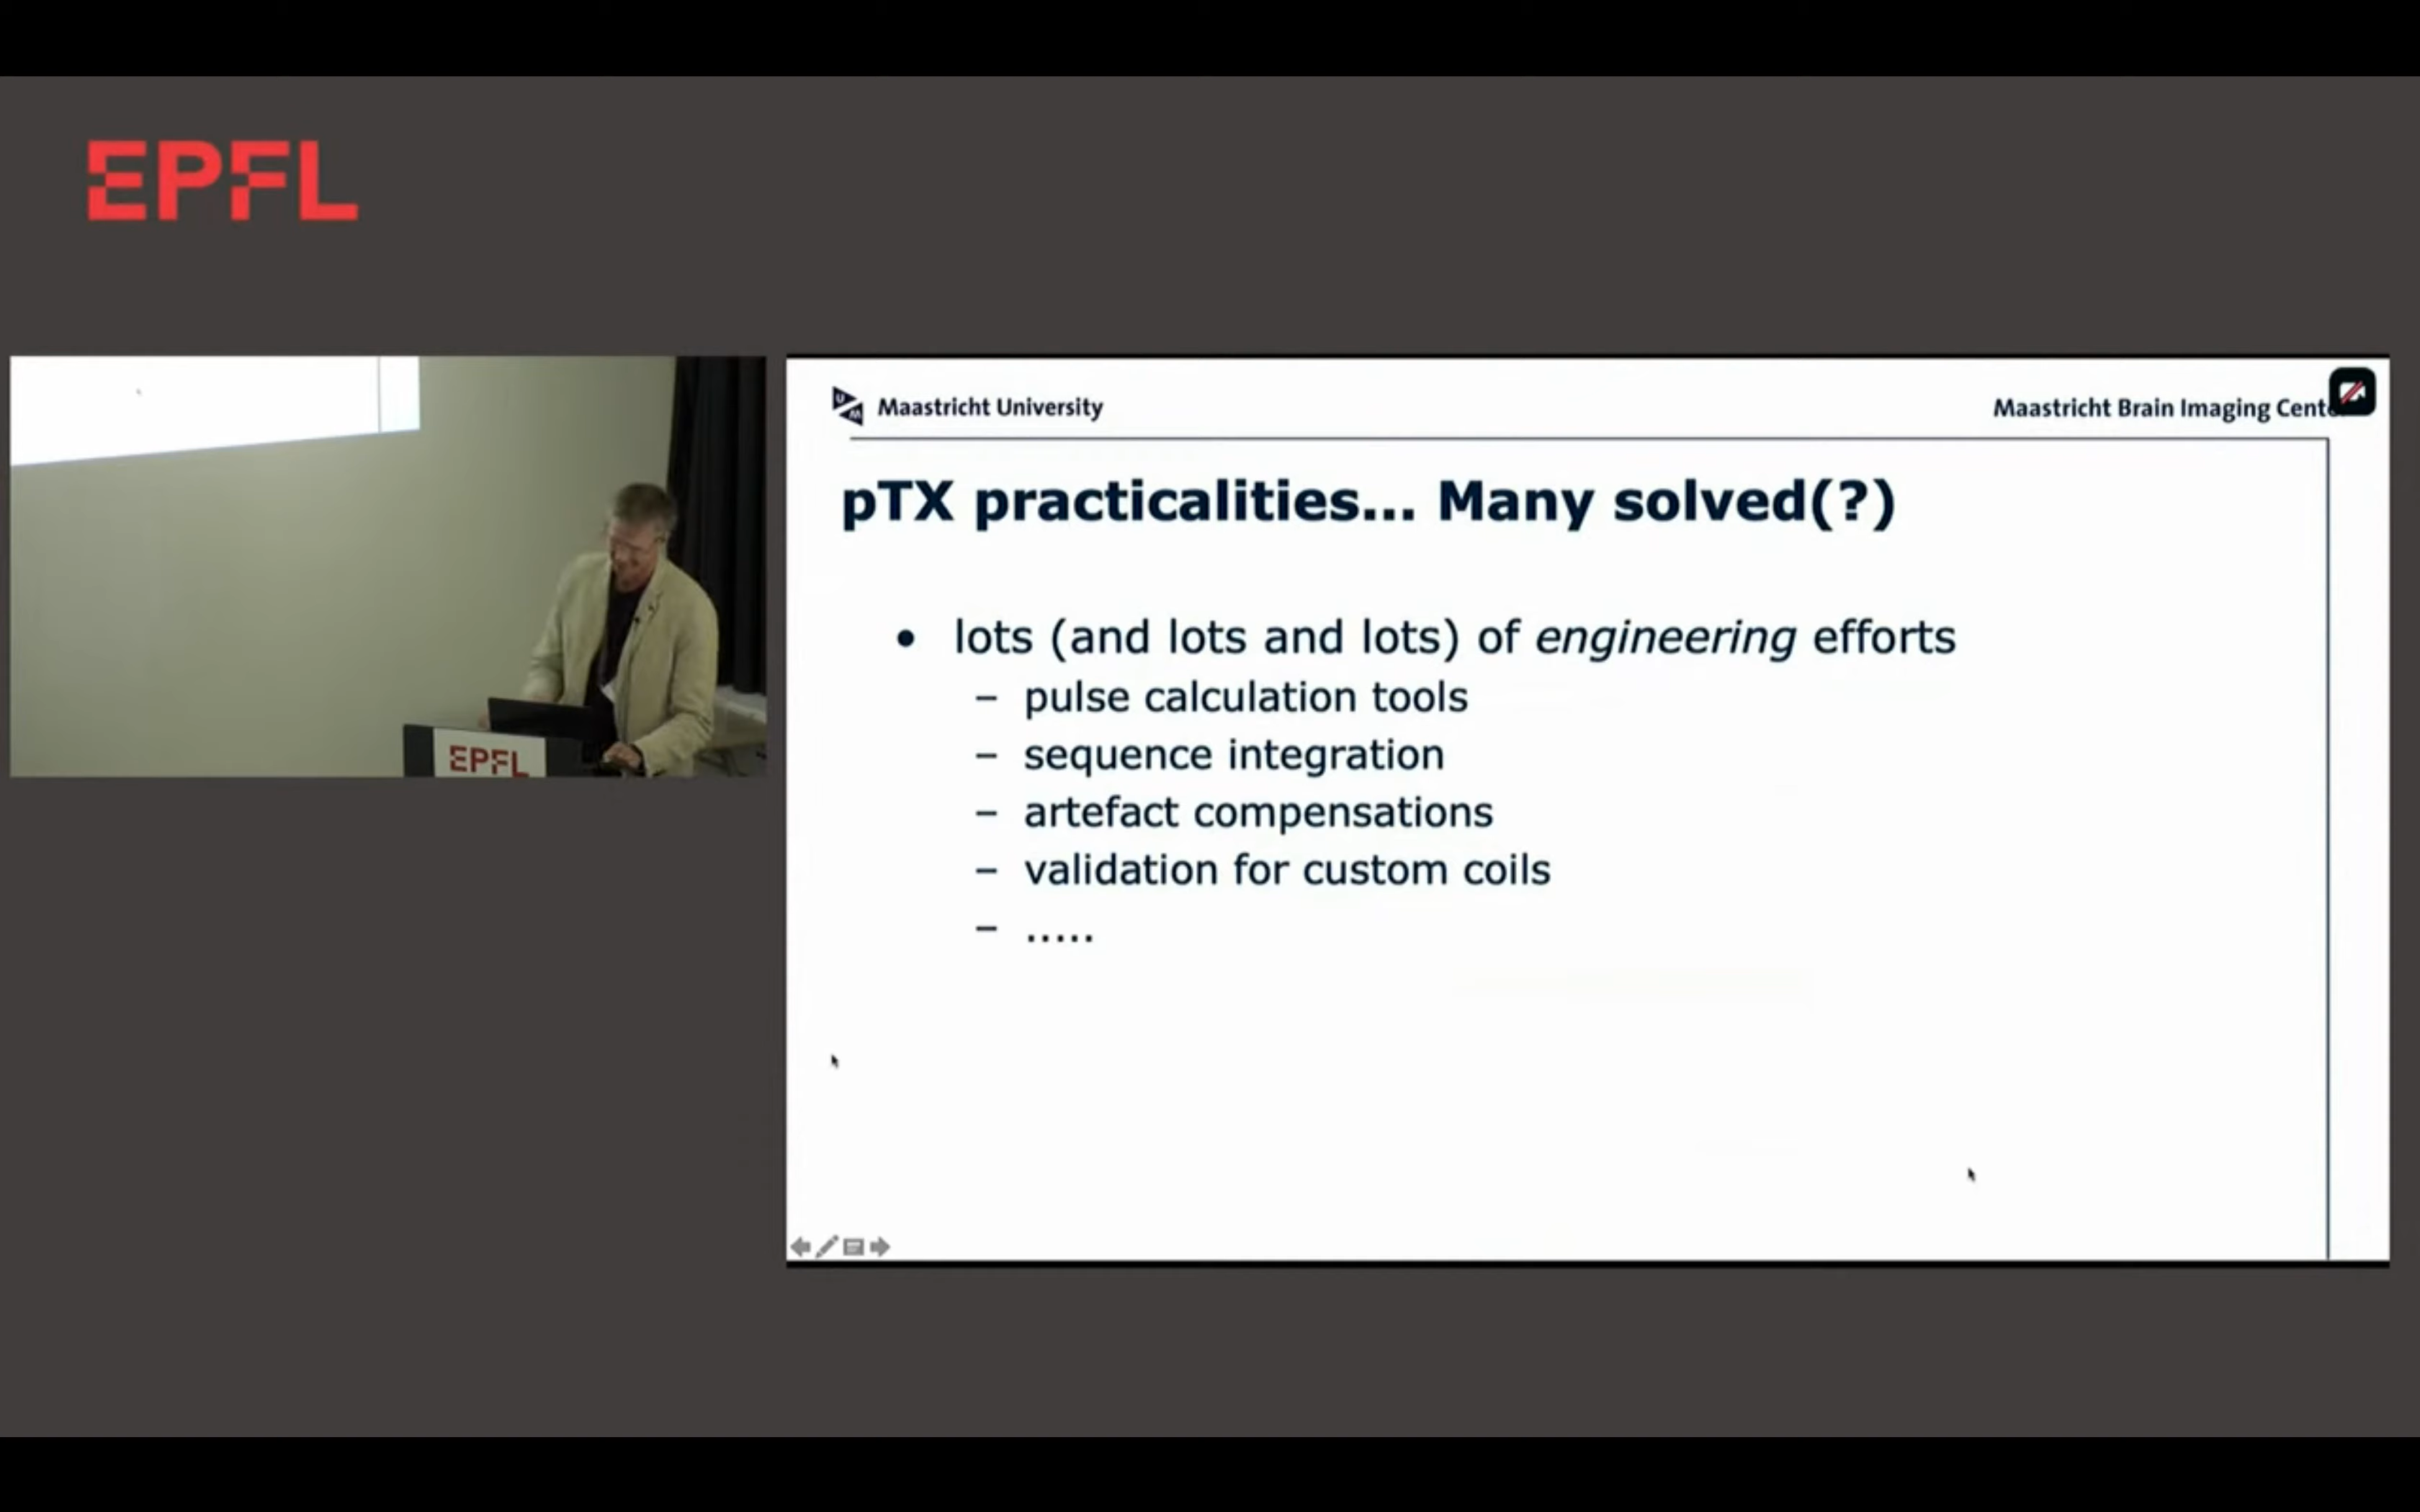 EPFL
EPFL
Maastricht University
Maastricht Brain Imaging Cent
pTX practicalities... Many solved(?)
• lots (and lots and lots) of engineering efforts
– pulse calculation tools
– sequence integration
– artefact compensations
– validation for custom coils
– .....